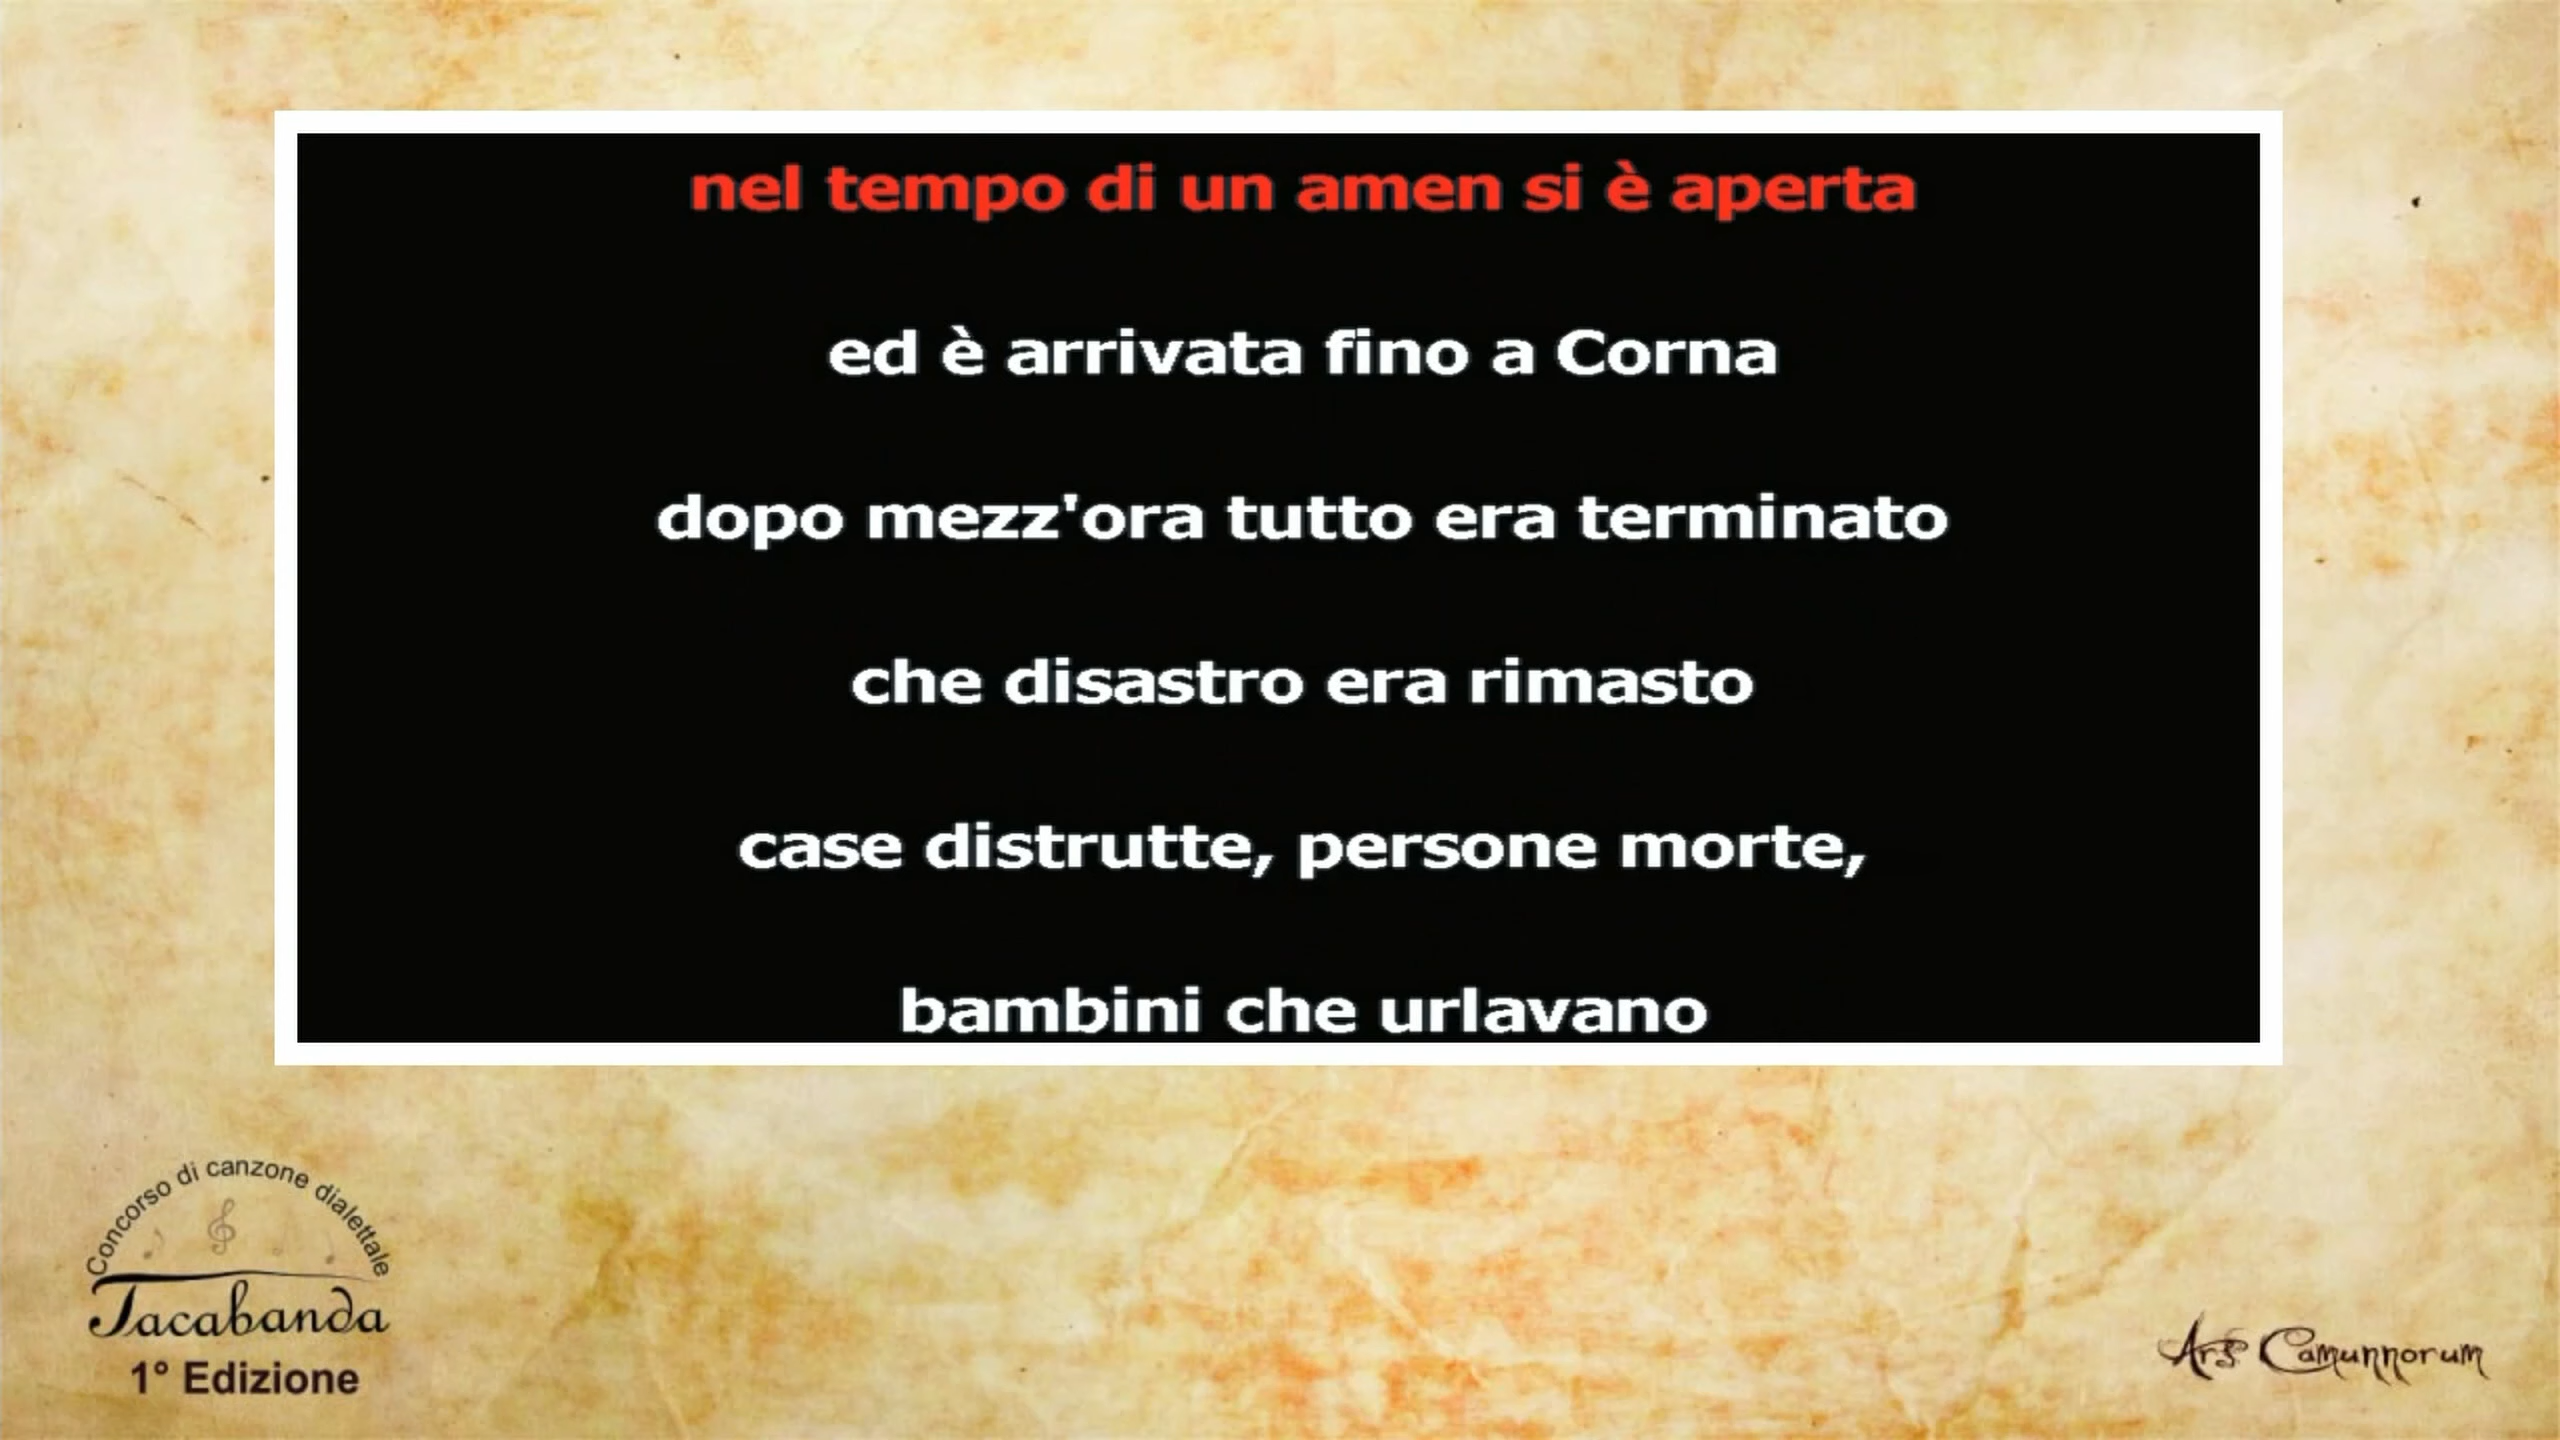 nel tempo di un amen si è aperta
ed è arrivata fino a Corna
dopo mezz'ora tutto era terminato
che disastro era rimasto
case distrutte, persone morte,
bambini che urlavano
Concorso di canzone dialettale
Tacabanda
1° Edizione
Ars Camunnorum